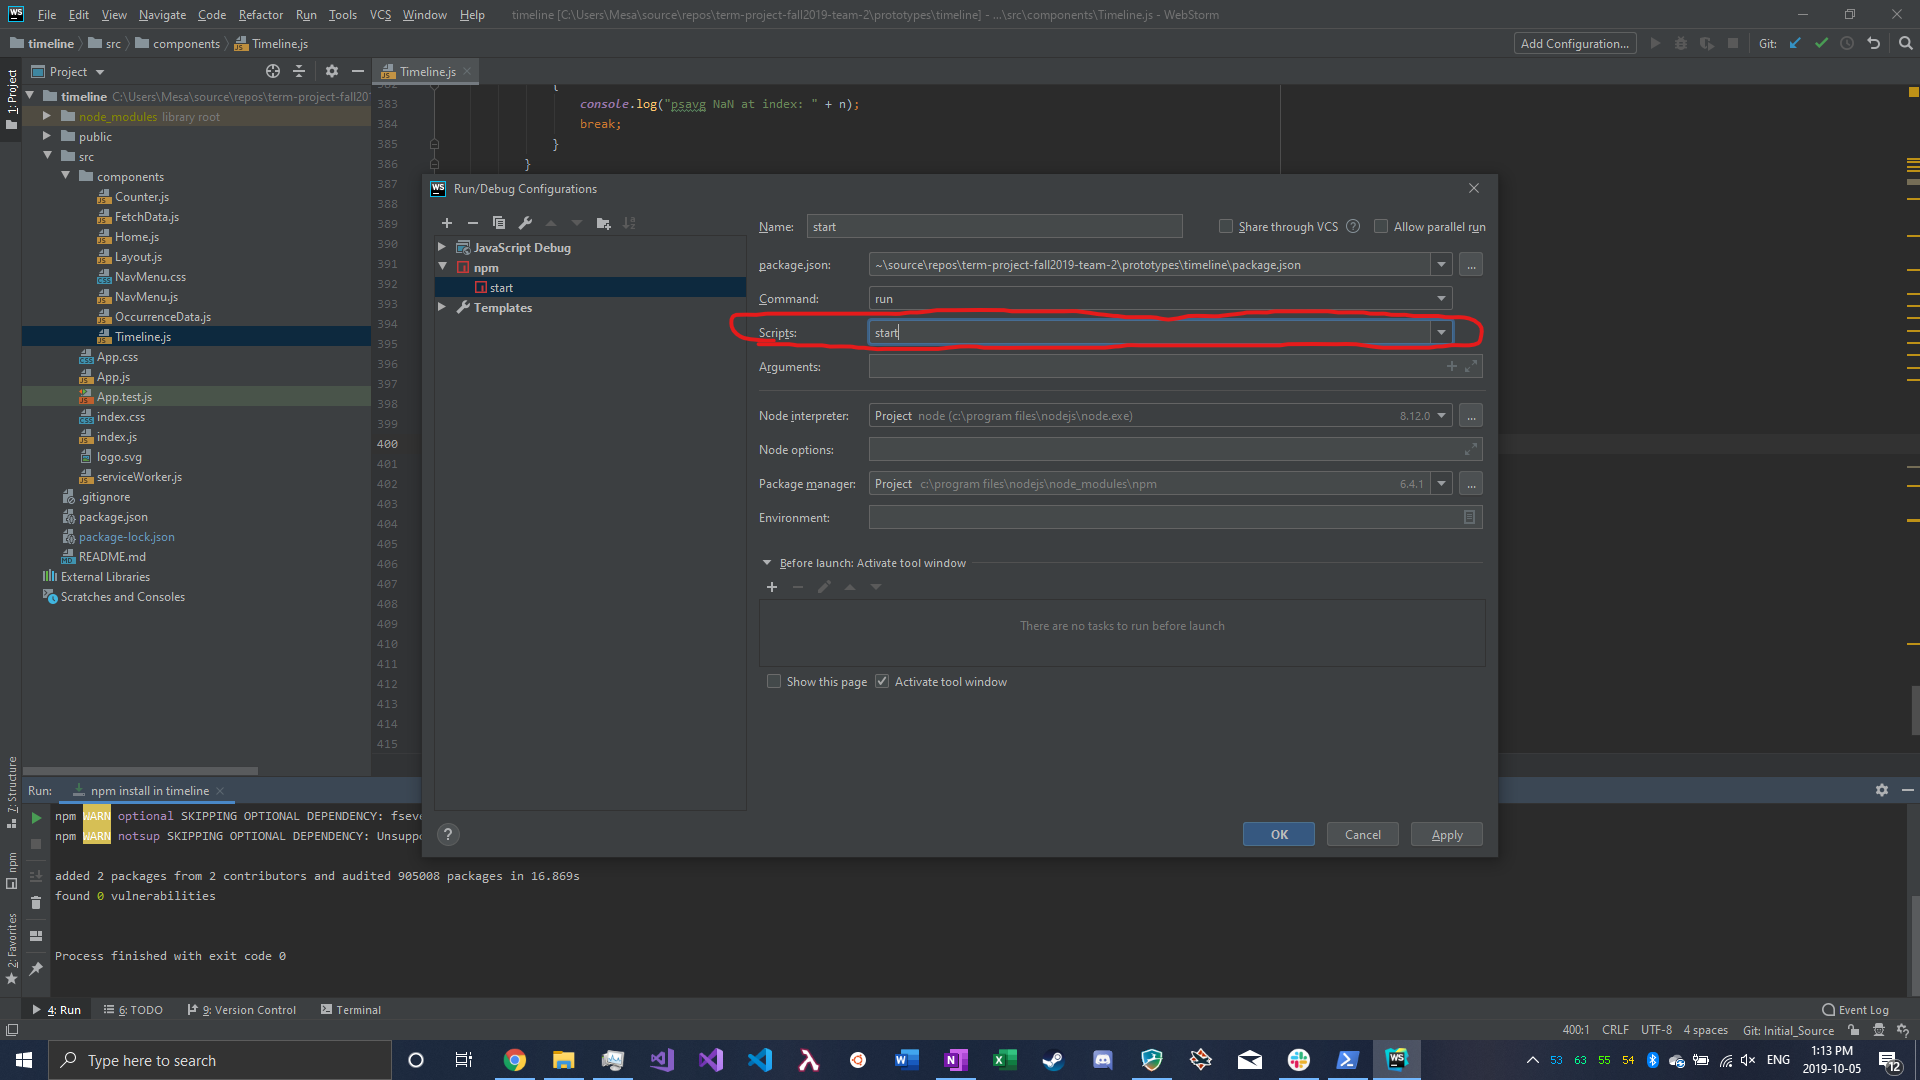 File Edit View Navigate Code Refactor Run Tools VCS Window Help timeline [C:\Users\Mesa\source\repos\term-project-fall2019-team-2\prototypes\timeline] - ...\src\components\Timeline.js - WebStorm
timeline src components Timeline.js Add Configuration... Git:
Project Timeline.js
1: Project
timeline C:\Users\Mesa\source\repos\term-project-fall20
node_modules library root
public
src
components
Counter.js
FetchData.js
Home.js
Layout.js
NavMenu.css
NavMenu.js
OccurrenceData.js
Timeline.js
App.css
App.js
App.test.js
index.css
index.js
logo.svg
serviceWorker.js
.gitignore
package.json
package-lock.json
README.md
External Libraries
Scratches and Consoles
382 {
383 console.log("psavg NaN at index: " + n);
384 break;
385 }
386 }
387
388
389
390
391
392
393
394
395
396
397
398
399
400
401
402
403
404
405
406
407
408
409
410
411
412
413
414
415
Run/Debug Configurations
JavaScript Debug
npm
start
Templates
Name: start Share through VCS Allow parallel run
package.json: ~\source\repos\term-project-fall2019-team-2\prototypes\timeline\package.json ...
Command: run
Scripts: start
Arguments:
Node interpreter: Project node (c:\program files\nodejs\node.exe) 8.12.0 ...
Node options:
Package manager: Project c:\program files\nodejs\node_modules\npm 6.4.1 ...
Environment:
Before launch: Activate tool window
There are no tasks to run before launch
Show this page Activate tool window
? OK Cancel Apply
7: Structure
npm
2: Favorites
Run: npm install in timeline
npm WARN optional SKIPPING OPTIONAL DEPENDENCY: fseve
npm WARN notsup SKIPPING OPTIONAL DEPENDENCY: Unsuppo
added 2 packages from 2 contributors and audited 905008 packages in 16.869s
found 0 vulnerabilities
Process finished with exit code 0
4: Run 6: TODO 9: Version Control Terminal Event Log
400:1 CRLF UTF-8 4 spaces Git: Initial_Source
Type here to search 53 63 55 54 ENG 1:13 PM
2019-10-05 12